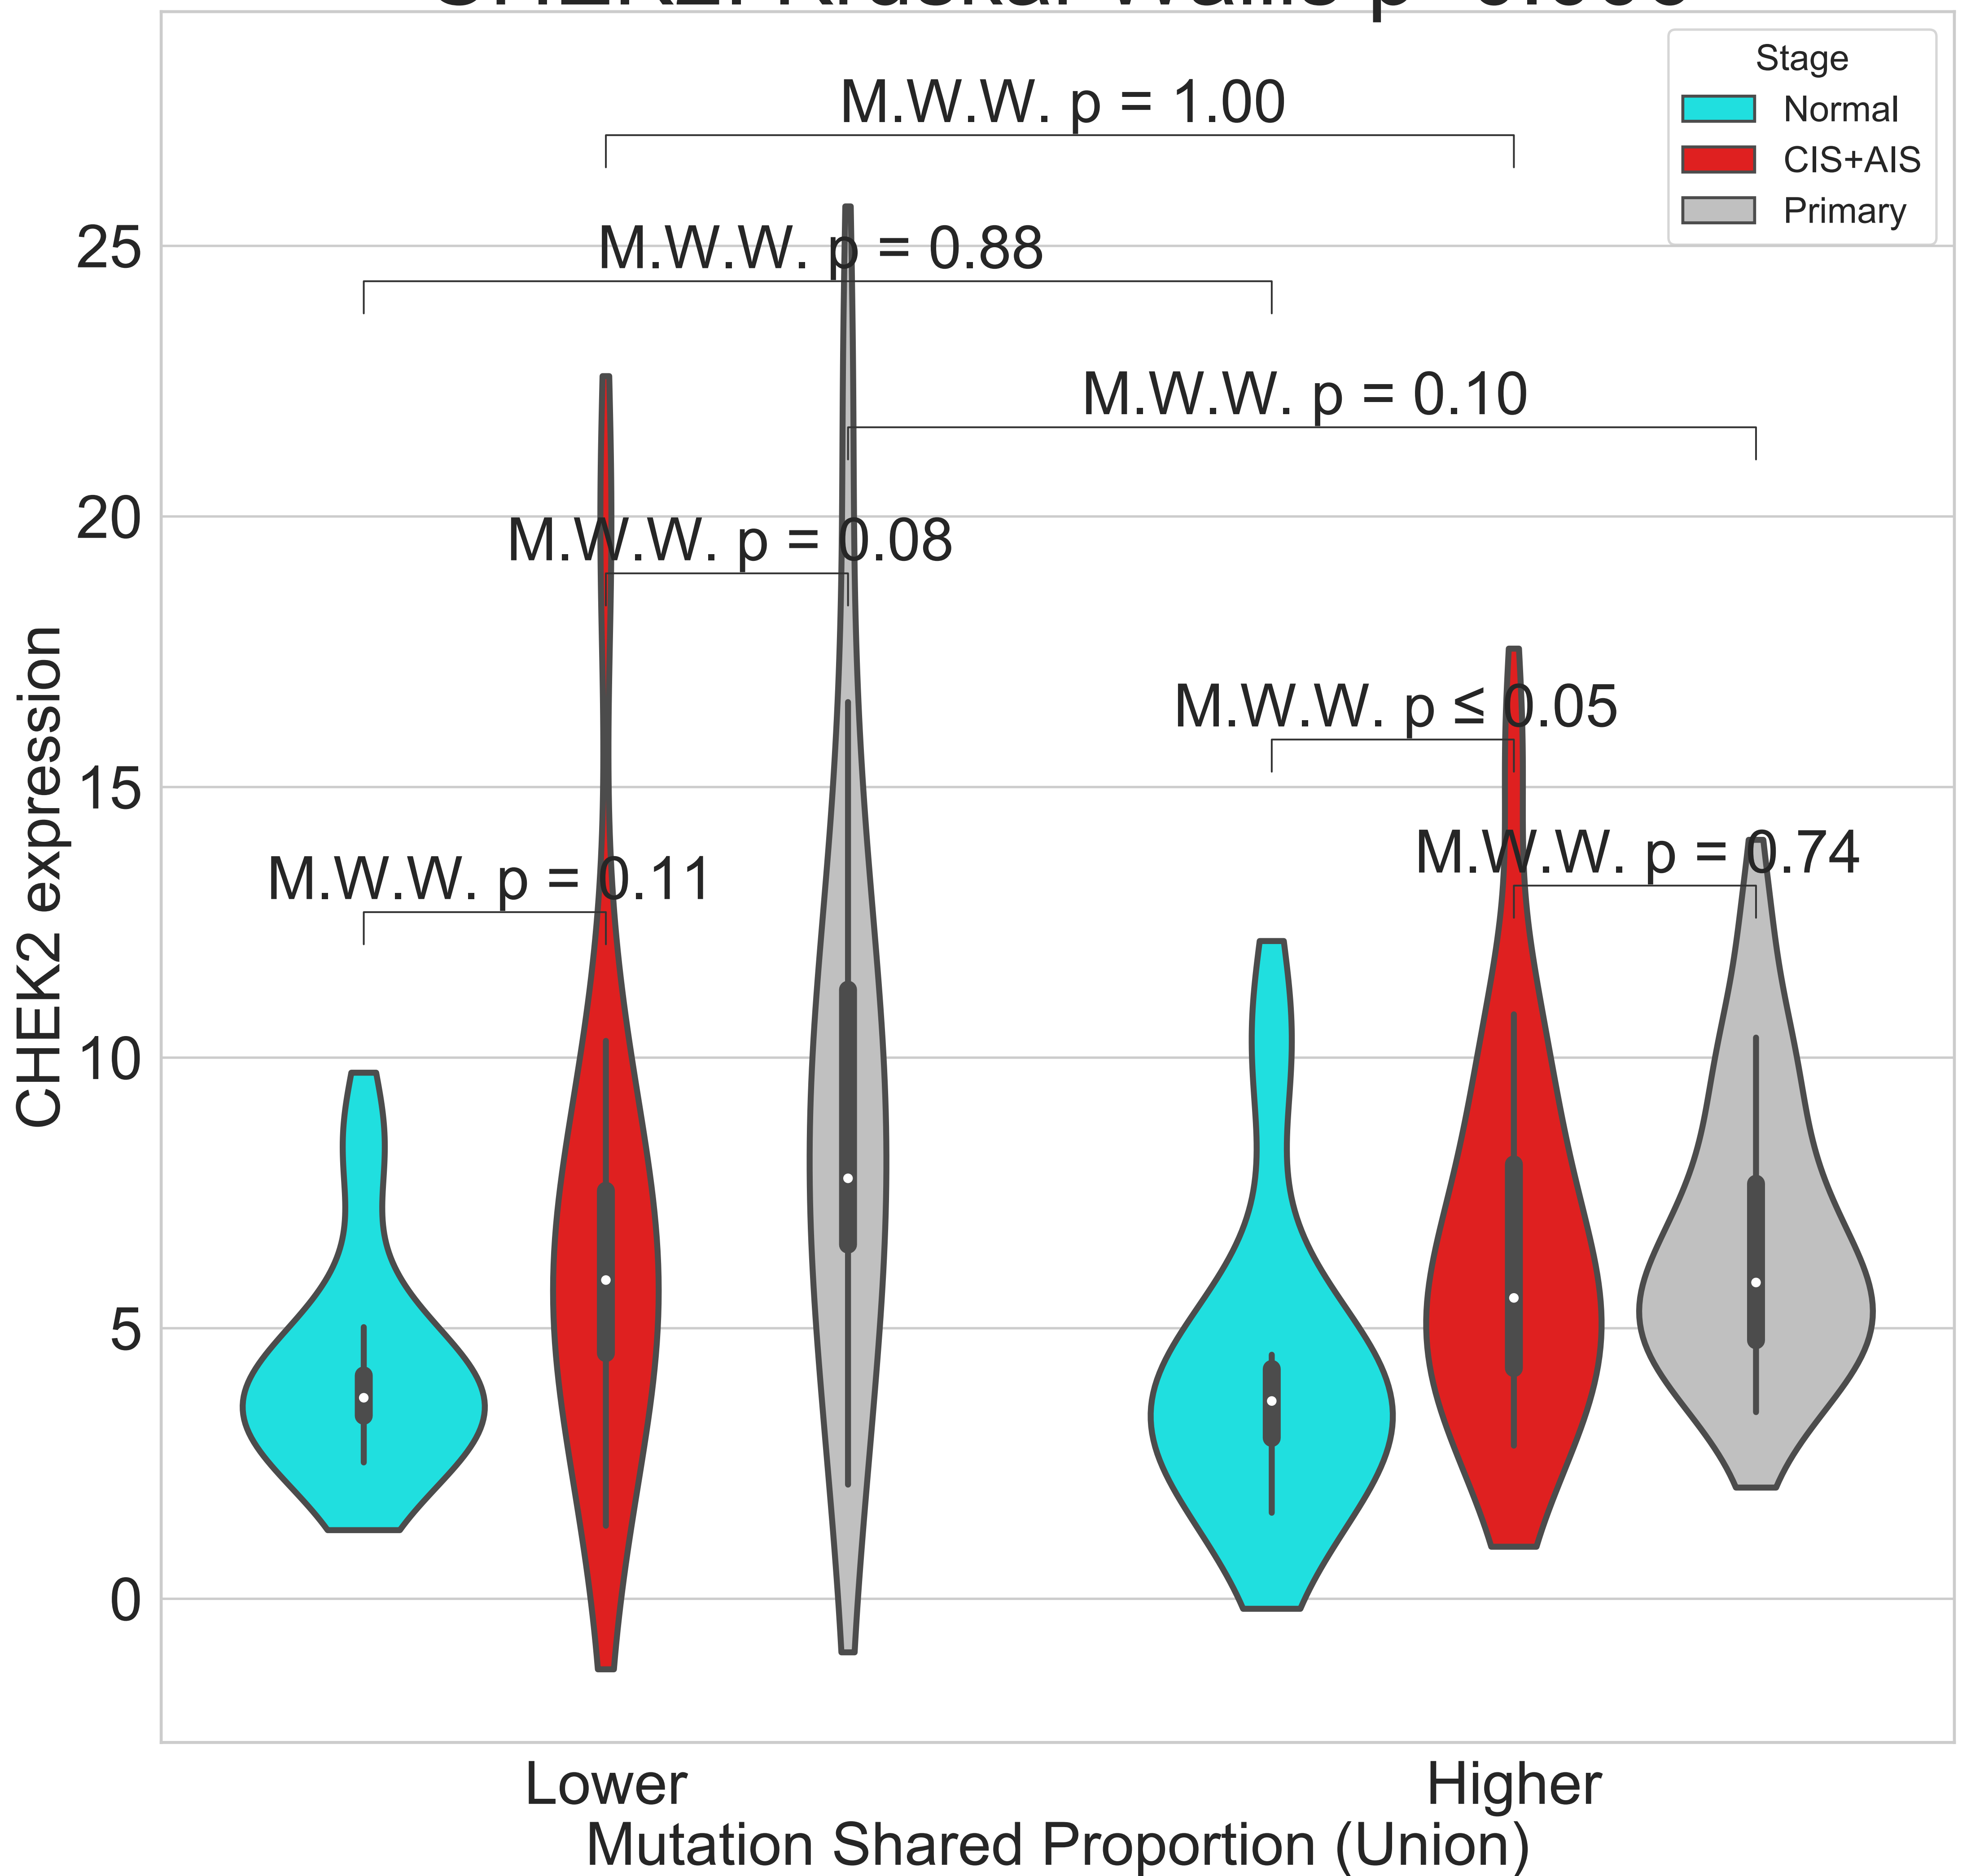 Stage
Normal
CIS+AIS
Primary
M.W.W. p = 1.00
M.W.W. p = 0.88
M.W.W. p = 0.10
M.W.W. p = 0.08
M.W.W. p ≤ 0.05
M.W.W. p = 0.74
M.W.W. p = 0.11
CHEK2 expression
25
20
15
10
5
0
Lower
Higher
Mutation Shared Proportion (Union)